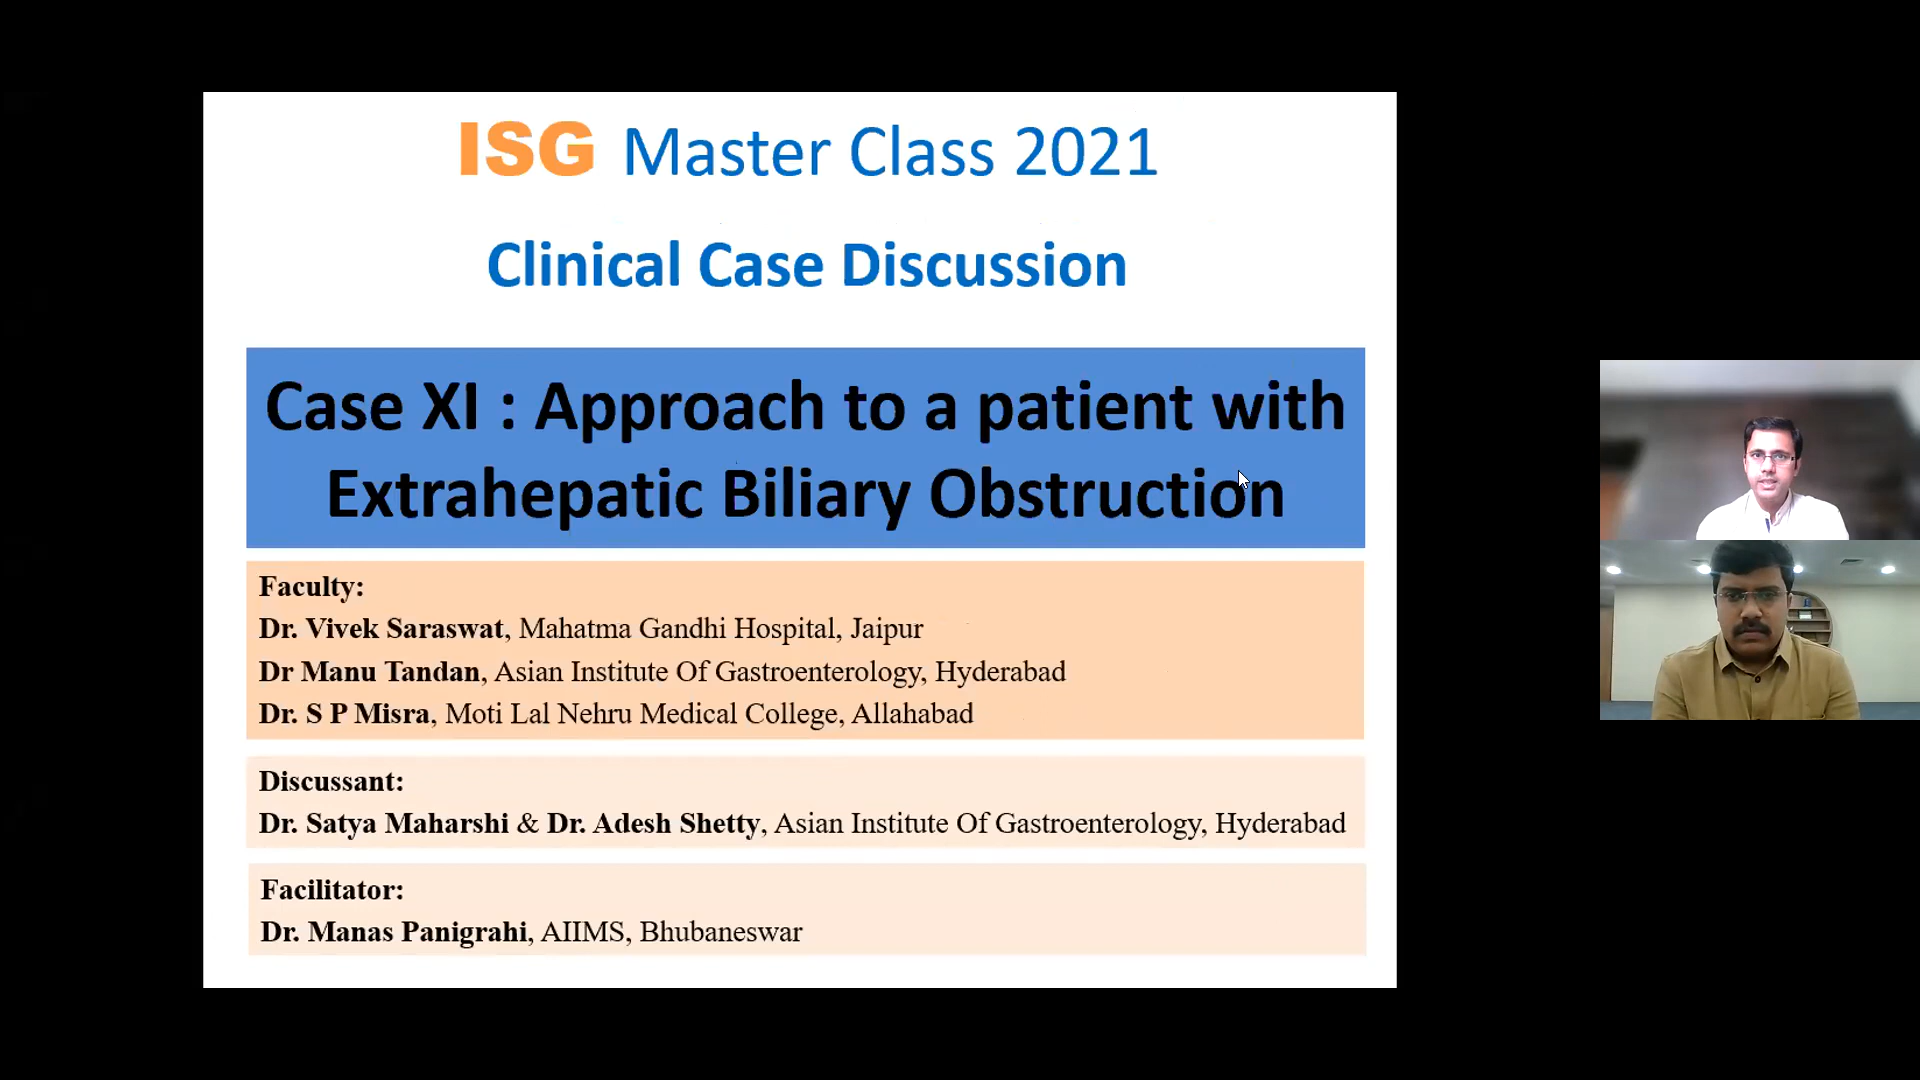 ISG Master Class 2021
Clinical Case Discussion
Case XI : Approach to a patient with
Extrahepatic Biliary Obstruction
Faculty:
Dr. Vivek Saraswat, Mahatma Gandhi Hospital, Jaipur
Dr Manu Tandan, Asian Institute Of Gastroenterology, Hyderabad
Dr. S P Misra, Moti Lal Nehru Medical College, Allahabad
Discussant:
Dr. Satya Maharshi & Dr. Adesh Shetty, Asian Institute Of Gastroenterology, Hyderabad
Facilitator:
Dr. Manas Panigrahi, AIIMS, Bhubaneswar